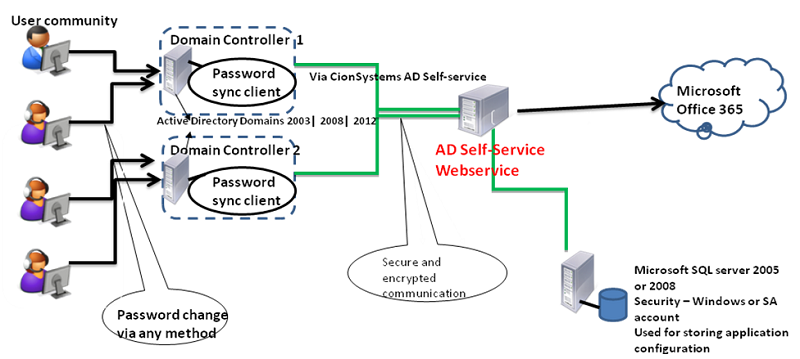 User community
Domain Controller 1
Password
sync client
Via CionSystems AD Self-service
Microsoft
Office 365
Active Directory Domains 2003| 2008| 2012
Domain Controller 2
Password
sync client
AD Self-Service
Webservice
Secure and
encrypted
communication
Password change
via any method
Microsoft SQL server 2005
or 2008
Security – Windows or SA
account
Used for storing application
configuration